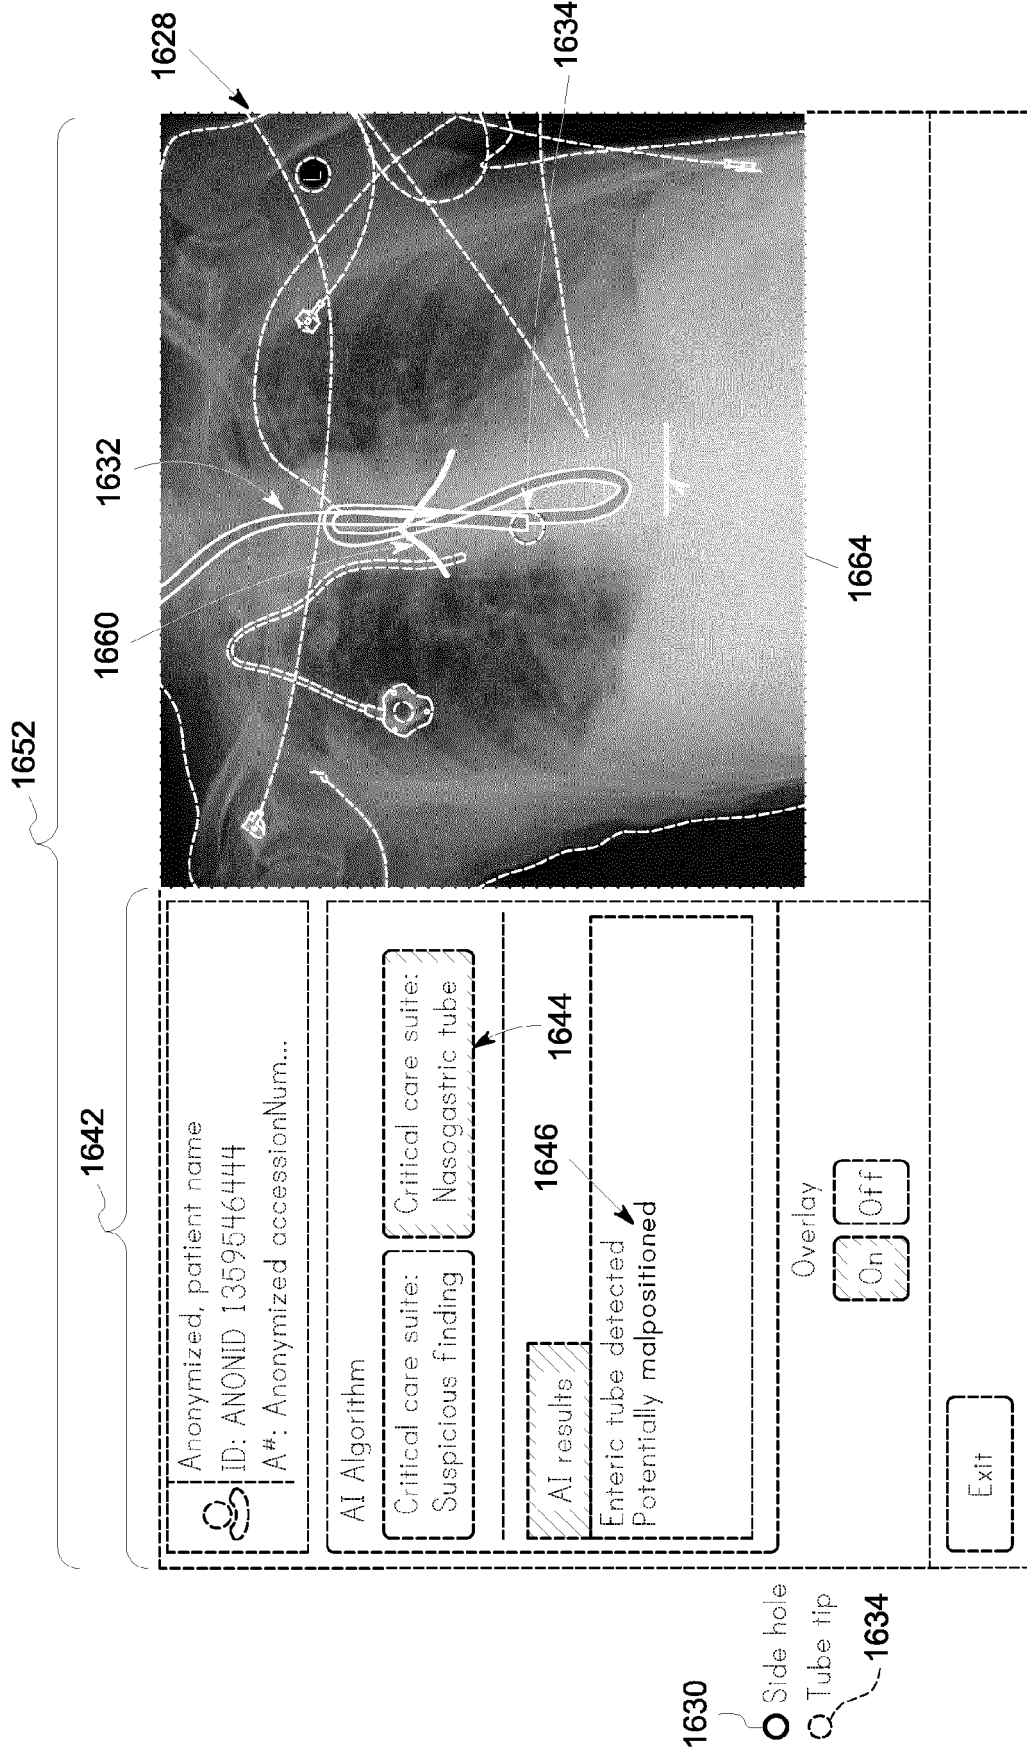 1652
1642
Anonymized, patient name
ID: ANONID 1359546444
A#: Anonymized accessionNum...
AI Algorithm
Critical care suite:
Suspicious finding
Critical care suite:
Nasogastric tube
1644
AI results
1646
Enteric tube detected
Potentially malpositioned
Overlay
On
Off
Exit
1660
1632
1628
L
1634
1664
1630
Side hole
Tube tip
1634